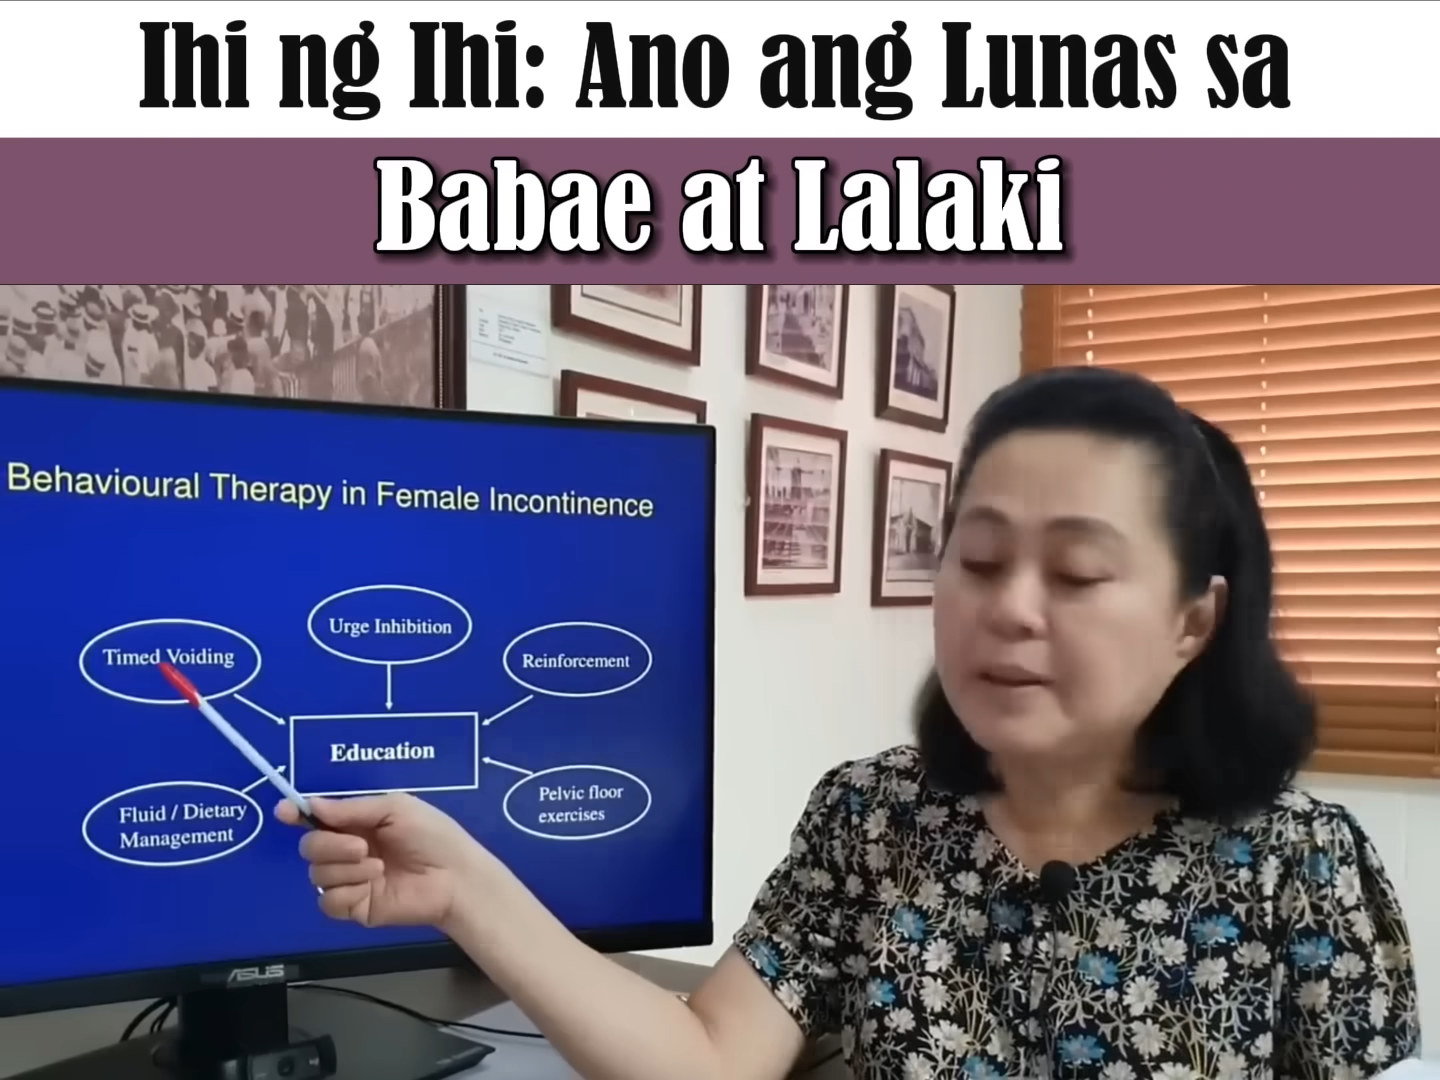 Ihi ng Ihi: Ano ang Lunas sa
Babae at Lalaki
Behavioural Therapy in Female Incontinence
Urge Inhibition
Timed Voiding
Reinforcement
Education
Fluid / Dietary
Management
Pelvic floor
exercises
ASUS